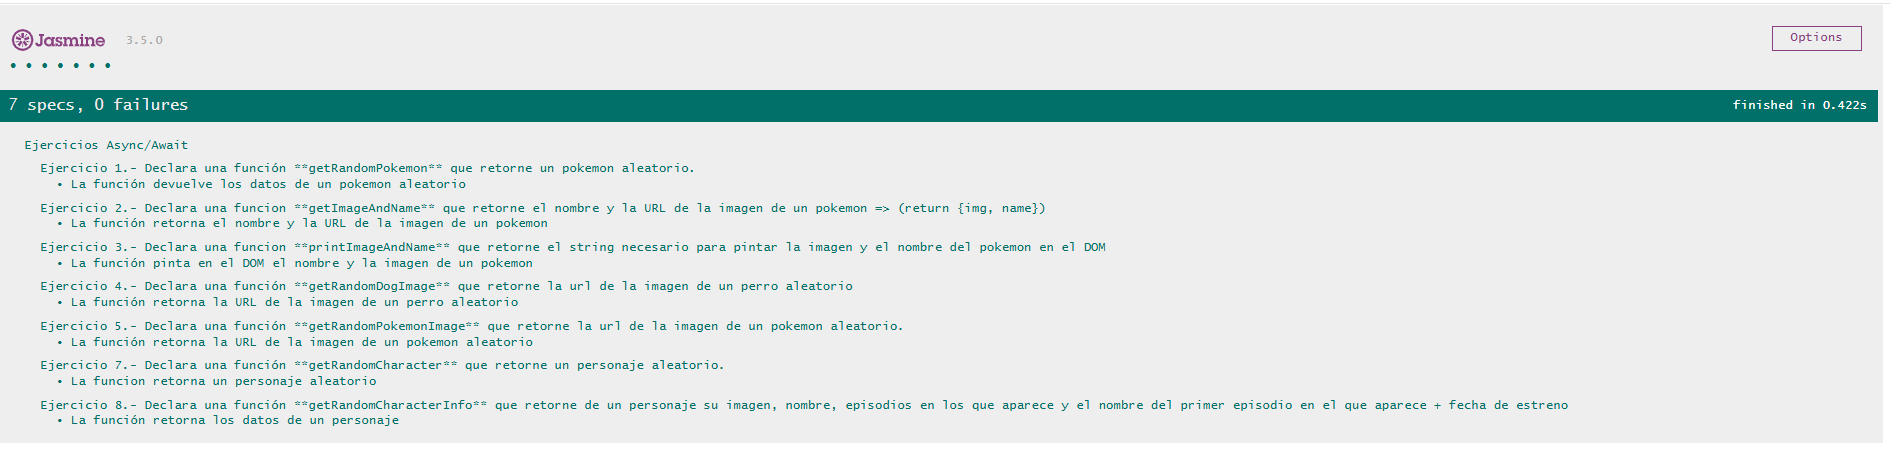 Jasmine 3.5.0 Options
• • • • • • •
7 specs, 0 failures finished in 0.422s
Ejercicios Async/Await
Ejercicio 1.- Declara una función **getRandomPokemon** que retorne un pokemon aleatorio.
• La función devuelve los datos de un pokemon aleatorio
Ejercicio 2.- Declara una funcion **getImageAndName** que retorne el nombre y la URL de la imagen de un pokemon => (return {img, name})
• La función retorna el nombre y la URL de la imagen de un pokemon
Ejercicio 3.- Declara una funcion **printImageAndName** que retorne el string necesario para pintar la imagen y el nombre del pokemon en el DOM
• La función pinta en el DOM el nombre y la imagen de un pokemon
Ejercicio 4.- Declara una función **getRandomDogImage** que retorne la url de la imagen de un perro aleatorio
• La función retorna la URL de la imagen de un perro aleatorio
Ejercicio 5.- Declara una función **getRandomPokemonImage** que retorne la url de la imagen de un pokemon aleatorio.
• La función retorna la URL de la imagen de un pokemon aleatorio
Ejercicio 7.- Declara una función **getRandomCharacter** que retorne un personaje aleatorio.
• La funcion retorna un personaje aleatorio
Ejercicio 8.- Declara una función **getRandomCharacterInfo** que retorne de un personaje su imagen, nombre, episodios en los que aparece y el nombre del primer episodio en el que aparece + fecha de estreno
• La función retorna los datos de un personaje